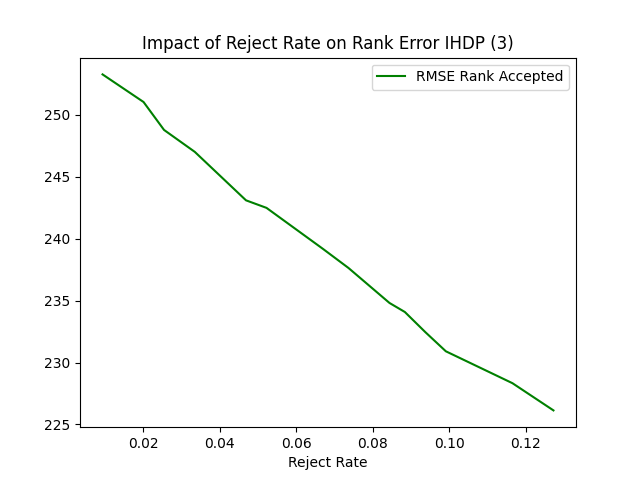 Impact of Reject Rate on Rank Error IHDP (3)
RMSE Rank Accepted
250
245
240
235
230
225
0.02 0.04 0.06 0.08 0.10 0.12
Reject Rate